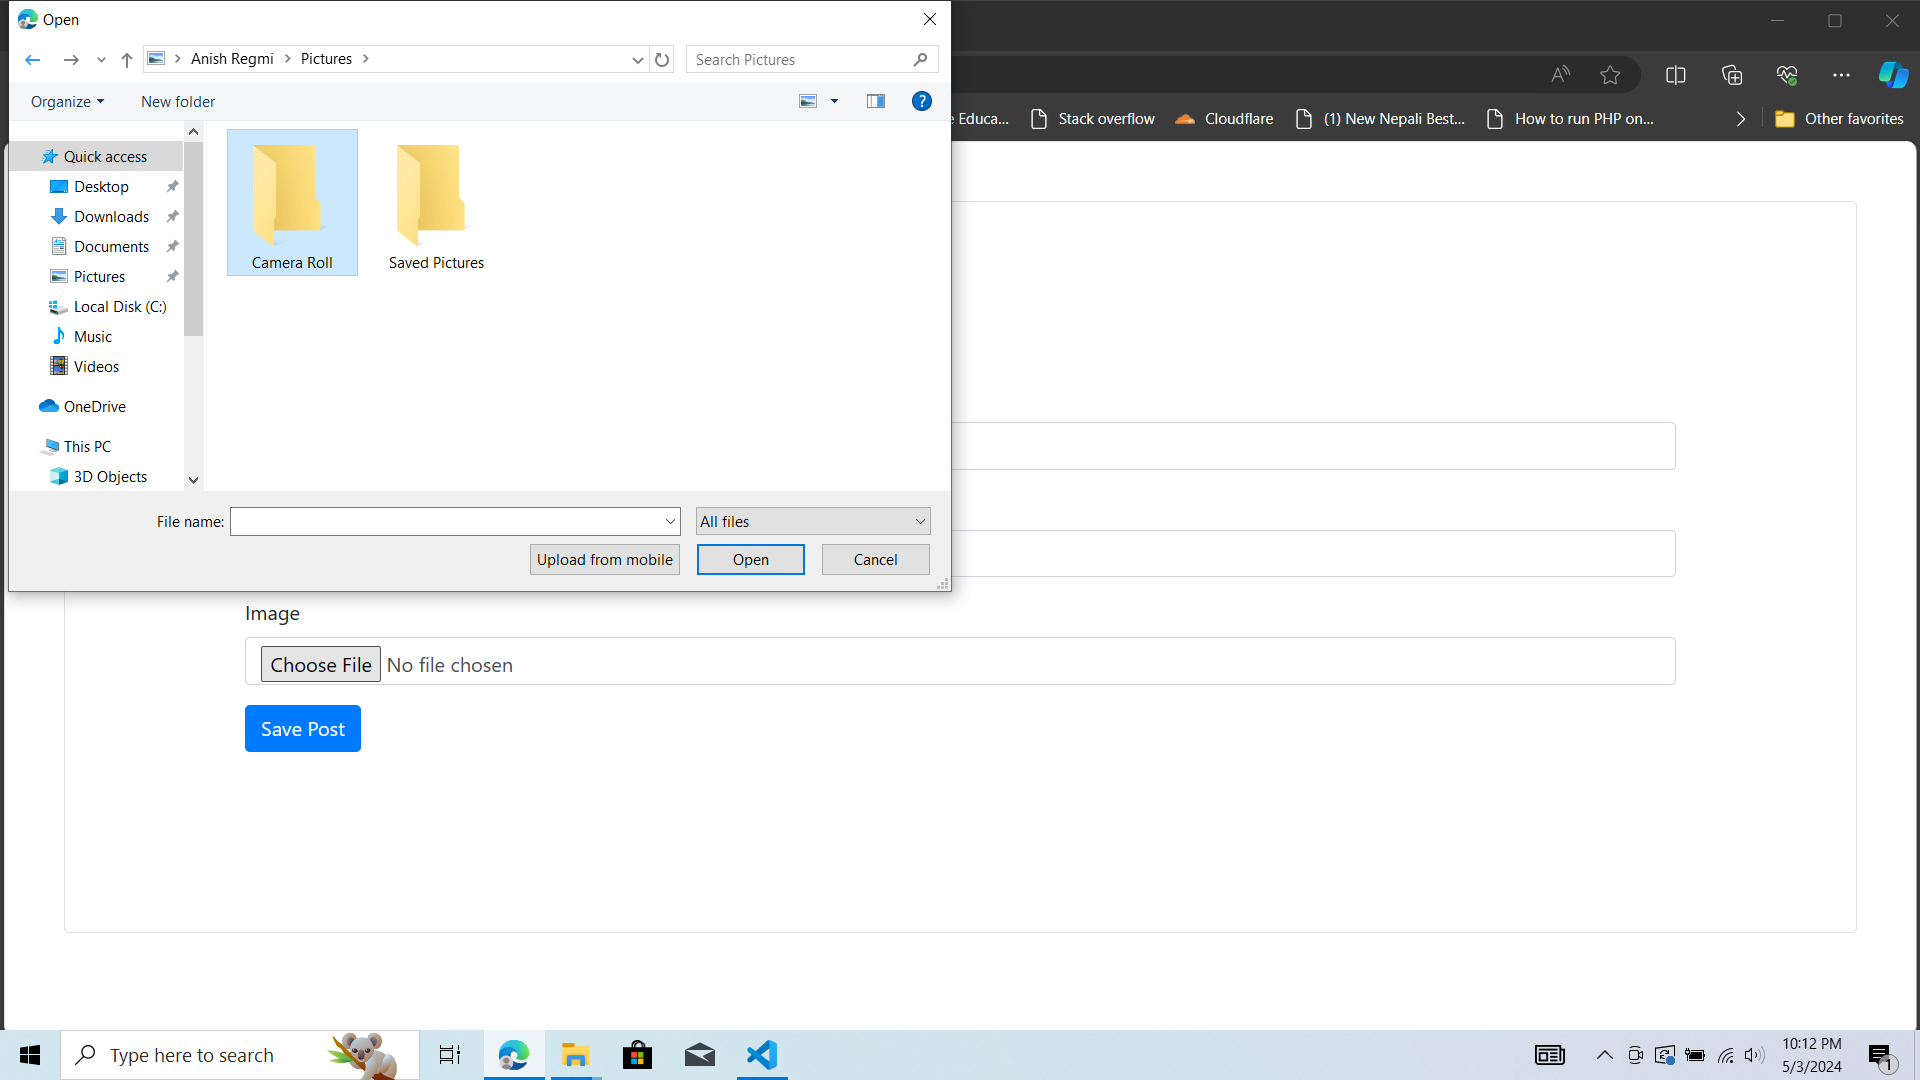 Open
Anish Regmi
Pictures
Search Pictures
Organize
New folder
?
Educa...
Stack overflow
Cloudflare
(1) New Nepali Best...
How to run PHP on...
Other favorites
Quick access
Desktop
Downloads
Documents
Pictures
Local Disk (C:)
Music
Videos
OneDrive
This PC
3D Objects
Camera Roll
Saved Pictures
File name:
All files
Upload from mobile
Open
Cancel
Image
Choose File No file chosen
Save Post
Type here to search
10:12 PM
5/3/2024
1